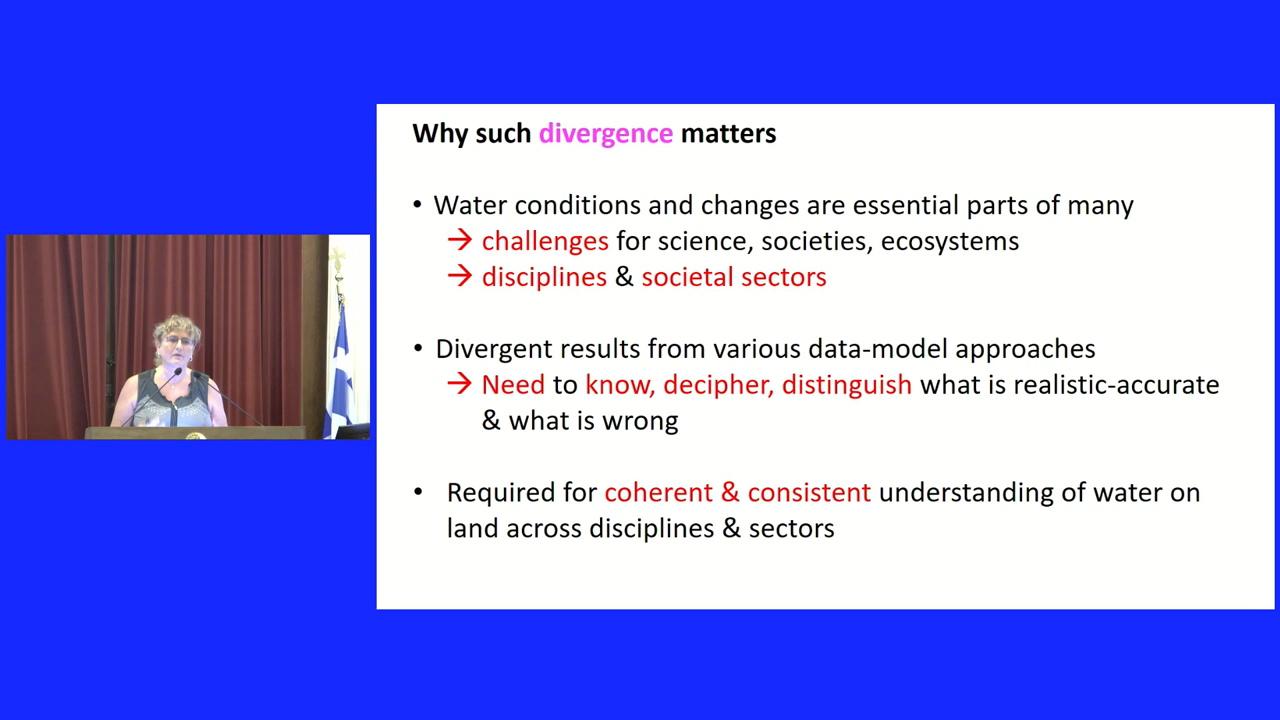 Why such divergence matters
• Water conditions and changes are essential parts of many
→ challenges for science, societies, ecosystems
→ disciplines & societal sectors
• Divergent results from various data-model approaches
→ Need to know, decipher, distinguish what is realistic-accurate
& what is wrong
• Required for coherent & consistent understanding of water on
land across disciplines & sectors